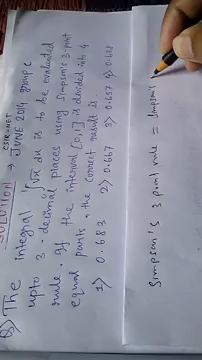 SOLUTION
CSIR-NET
→ JUNE 2014 group C
Q) The integral ∫√x dx is to be evaluated
upto 3-decimal places using Simpson's 3-point
rule. If the interval [0,1] is divided into 4
equal parts, the correct result is
1) 0.683 2) 0.667 3) 0.657 4) 0.638
Simpson's 3 point rule = Simpson's